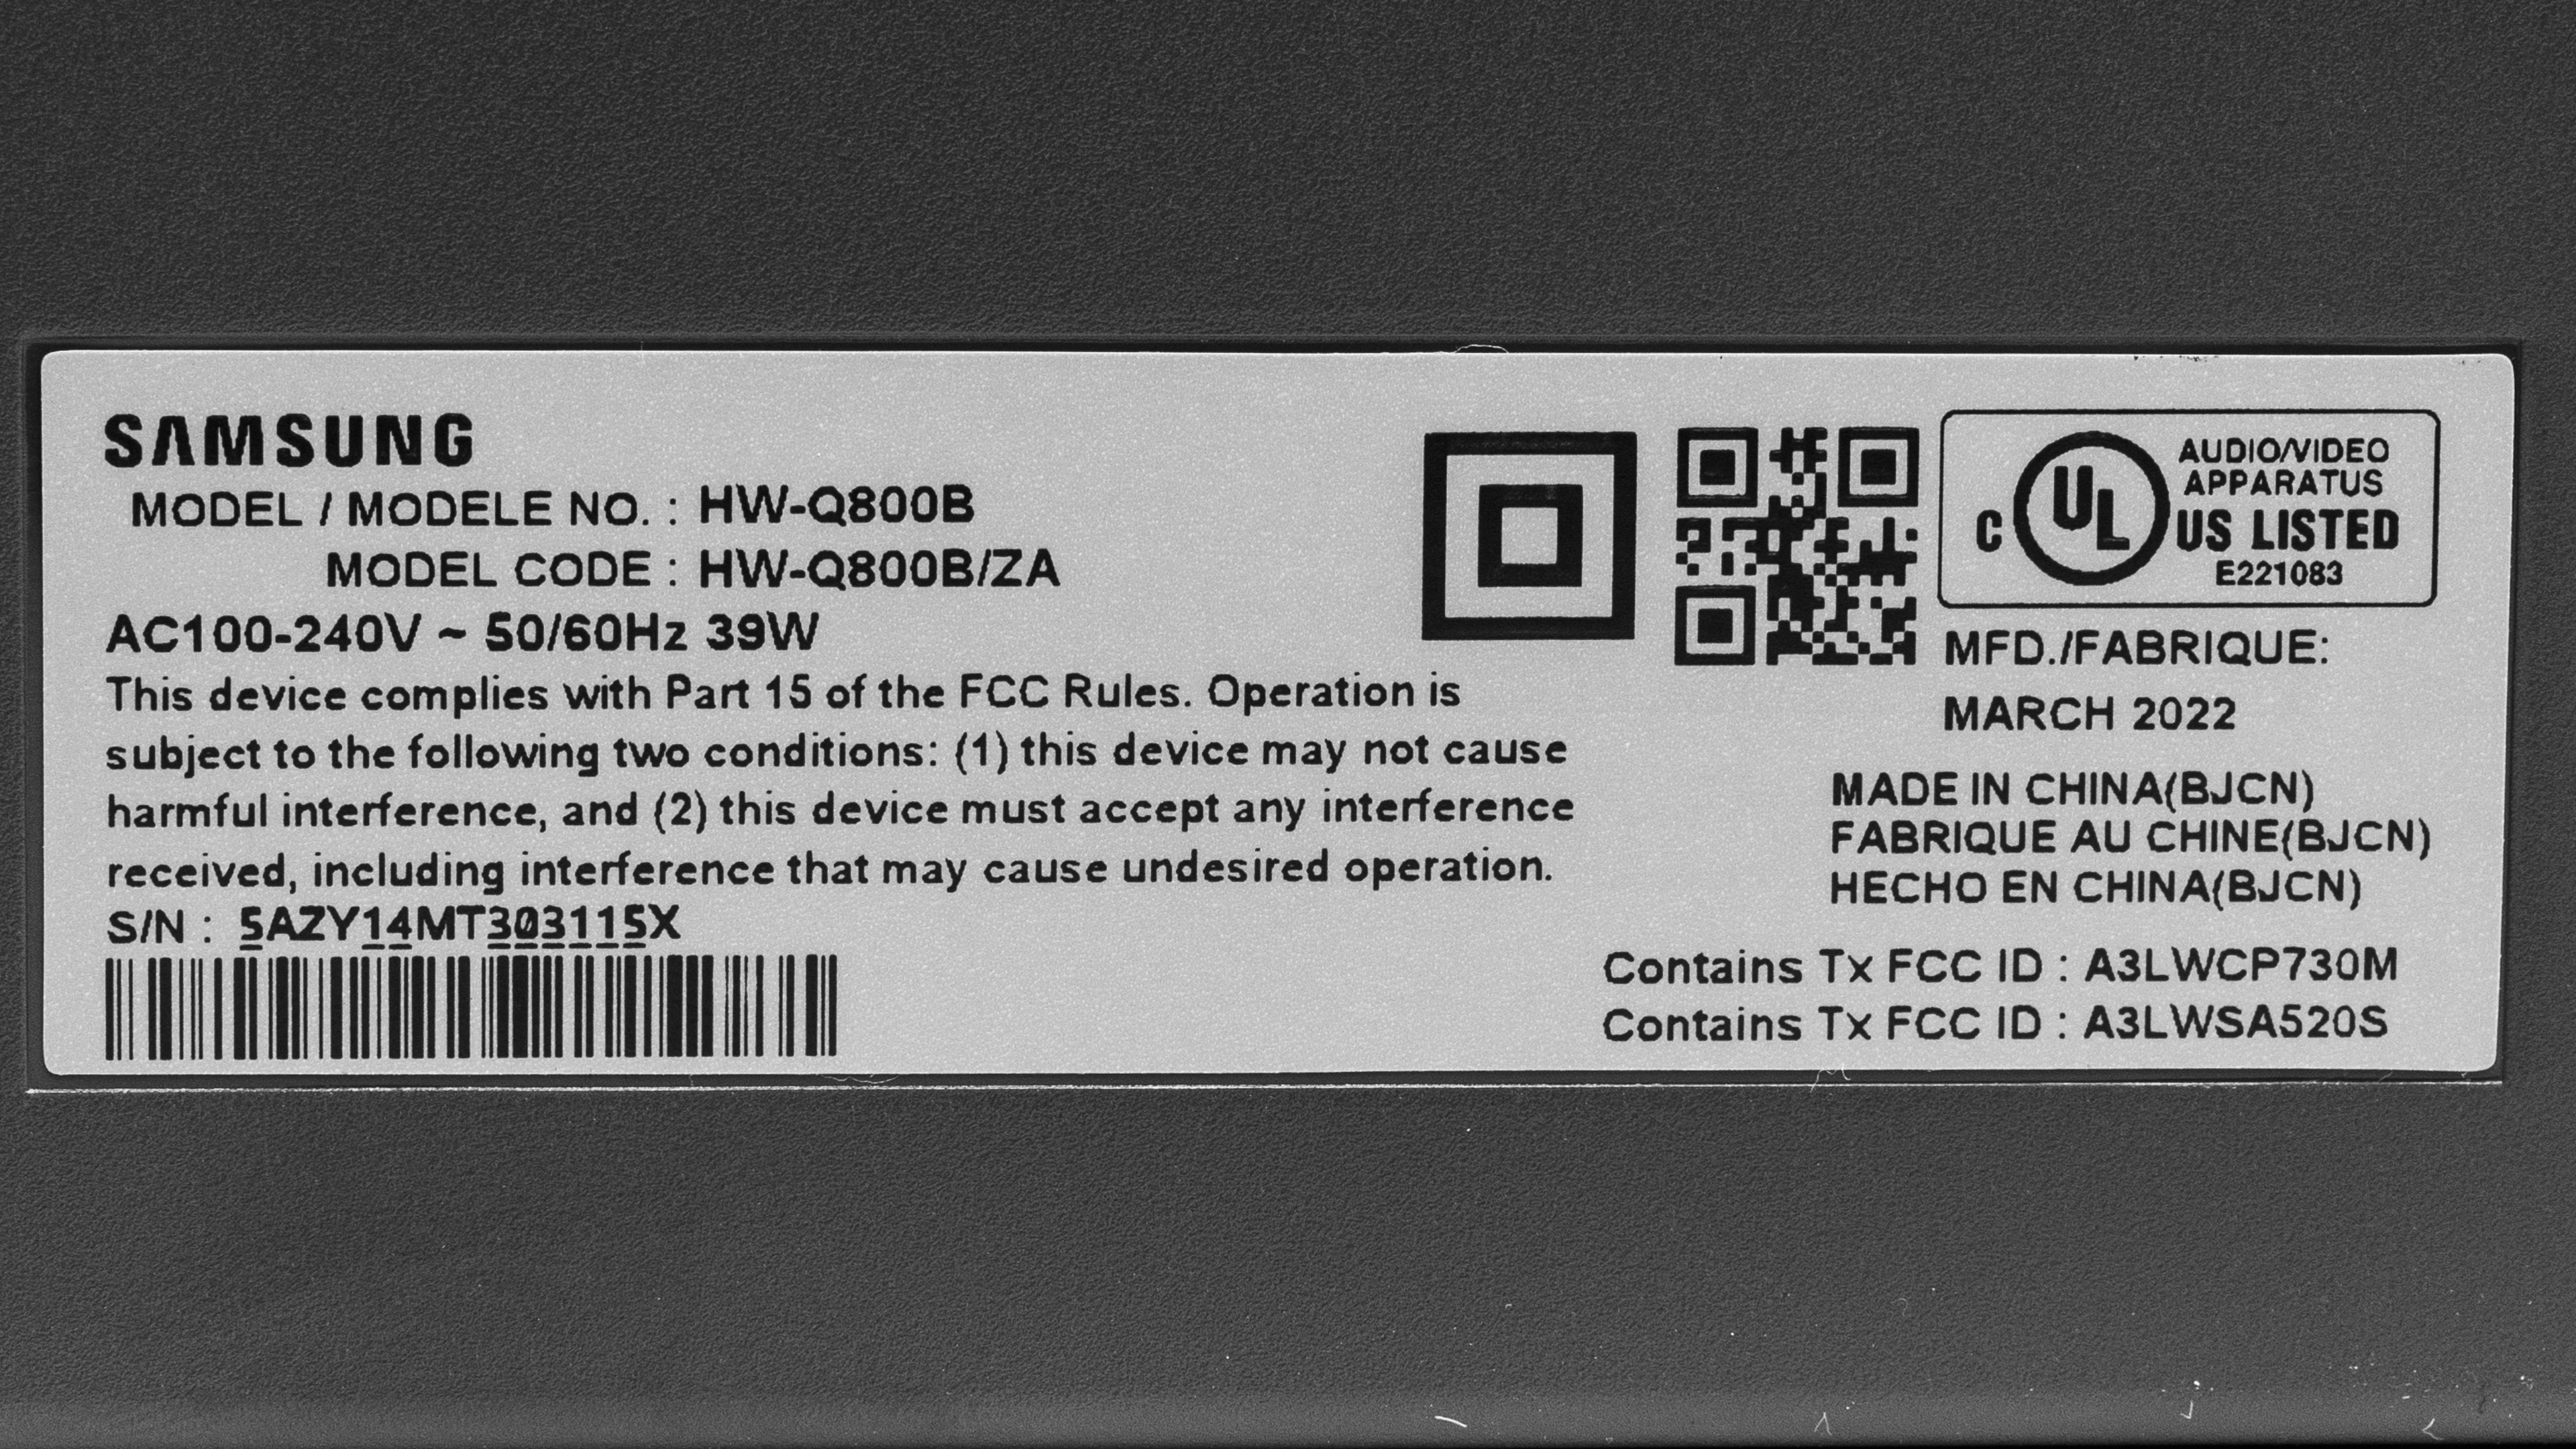 SAMSUNG
MODEL / MODELE NO. : HW-Q800B
MODEL CODE : HW-Q800B/ZA
AC100-240V ~ 50/60Hz 39W
This device complies with Part 15 of the FCC Rules. Operation is
subject to the following two conditions: (1) this device may not cause
harmful interference, and (2) this device must accept any interference
received, including interference that may cause undesired operation.
S/N : 5AZY14MT303115X
C UL US LISTED
AUDIO/VIDEO
APPARATUS
E221083
MFD./FABRIQUE:
MARCH 2022
MADE IN CHINA(BJCN)
FABRIQUE AU CHINE(BJCN)
HECHO EN CHINA(BJCN)
Contains Tx FCC ID : A3LWCP730M
Contains Tx FCC ID : A3LWSA520S